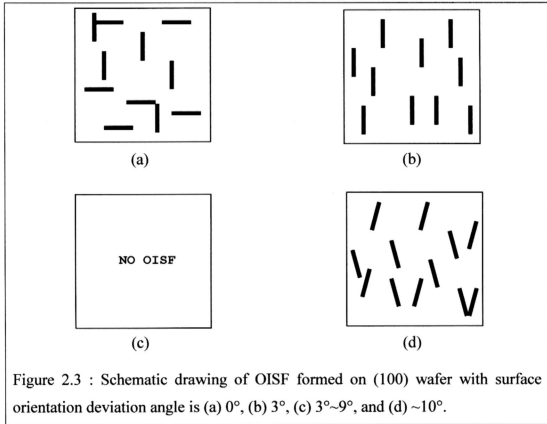 (a)
(b)
NO OISF
(c)
(d)
Figure 2.3 : Schematic drawing of OISF formed on (100) wafer with surface
orientation deviation angle is (a) 0°, (b) 3°, (c) 3°~9°, and (d) ~10°.